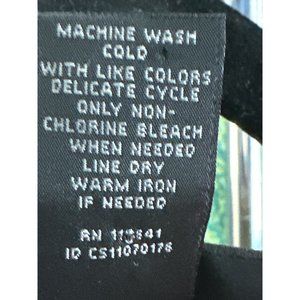 MACHINE WASH
COLD
WITH LIKE COLORS
DELICATE CYCLE
ONLY NON-
CHLORINE BLEACH
WHEN NEEDED
LINE DRY
WARM IRON
IF NEEDED
RN
ID CS11070176